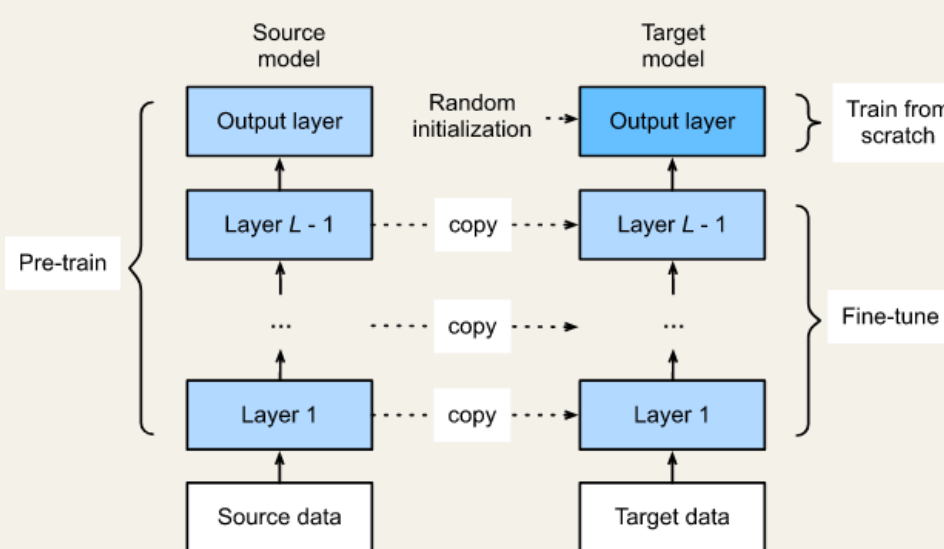 Source
model
Target
model
Output layer
Random
initialization
Output layer
Train from
scratch
Layer L - 1
copy
Layer L - 1
Pre-train
...
copy
...
Fine-tune
Layer 1
copy
Layer 1
Source data
Target data